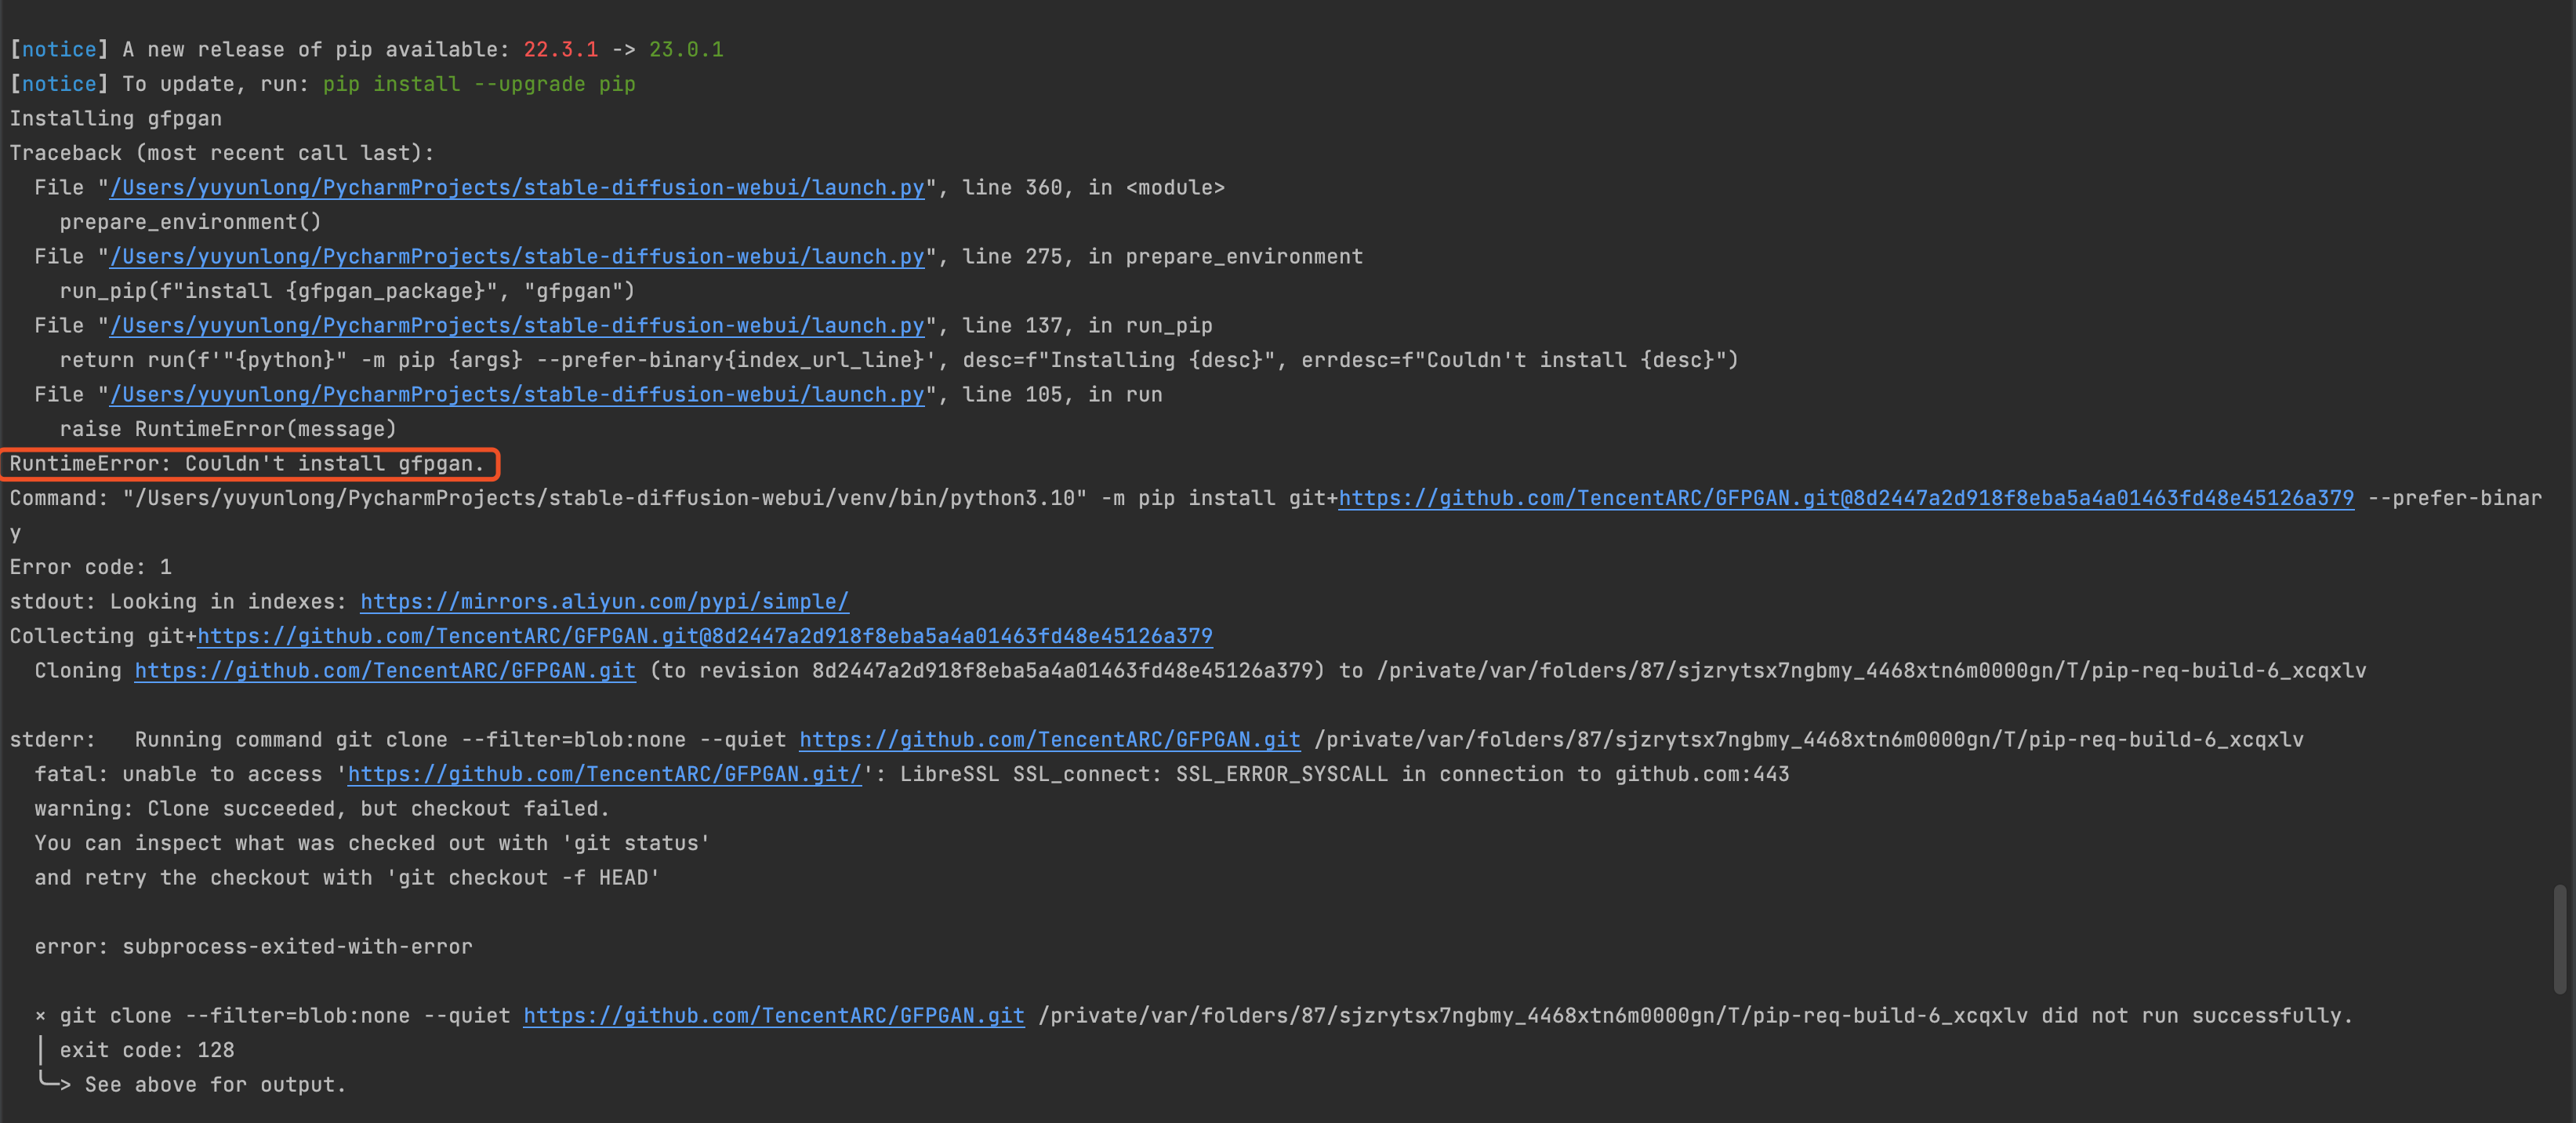 [notice] A new release of pip available: 22.3.1 -> 23.0.1
[notice] To update, run: pip install --upgrade pip
Installing gfpgan
Traceback (most recent call last):
  File "/Users/yuyunlong/PycharmProjects/stable-diffusion-webui/launch.py", line 360, in <module>
    prepare_environment()
  File "/Users/yuyunlong/PycharmProjects/stable-diffusion-webui/launch.py", line 275, in prepare_environment
    run_pip(f"install {gfpgan_package}", "gfpgan")
  File "/Users/yuyunlong/PycharmProjects/stable-diffusion-webui/launch.py", line 137, in run_pip
    return run(f'"{python}" -m pip {args} --prefer-binary{index_url_line}', desc=f"Installing {desc}", errdesc=f"Couldn't install {desc}")
  File "/Users/yuyunlong/PycharmProjects/stable-diffusion-webui/launch.py", line 105, in run
    raise RuntimeError(message)
RuntimeError: Couldn't install gfpgan.
Command: "/Users/yuyunlong/PycharmProjects/stable-diffusion-webui/venv/bin/python3.10" -m pip install git+https://github.com/TencentARC/GFPGAN.git@8d2447a2d918f8eba5a4a01463fd48e45126a379 --prefer-binar
y
Error code: 1
stdout: Looking in indexes: https://mirrors.aliyun.com/pypi/simple/
Collecting git+https://github.com/TencentARC/GFPGAN.git@8d2447a2d918f8eba5a4a01463fd48e45126a379
  Cloning https://github.com/TencentARC/GFPGAN.git (to revision 8d2447a2d918f8eba5a4a01463fd48e45126a379) to /private/var/folders/87/sjzrytsx7ngbmy_4468xtn6m0000gn/T/pip-req-build-6_xcqxlv
stderr:   Running command git clone --filter=blob:none --quiet https://github.com/TencentARC/GFPGAN.git /private/var/folders/87/sjzrytsx7ngbmy_4468xtn6m0000gn/T/pip-req-build-6_xcqxlv
  fatal: unable to access 'https://github.com/TencentARC/GFPGAN.git/': LibreSSL SSL_connect: SSL_ERROR_SYSCALL in connection to github.com:443
  warning: Clone succeeded, but checkout failed.
  You can inspect what was checked out with 'git status'
  and retry the checkout with 'git checkout -f HEAD'
  error: subprocess-exited-with-error
  × git clone --filter=blob:none --quiet https://github.com/TencentARC/GFPGAN.git /private/var/folders/87/sjzrytsx7ngbmy_4468xtn6m0000gn/T/pip-req-build-6_xcqxlv did not run successfully.
  │ exit code: 128
  ╰─> See above for output.